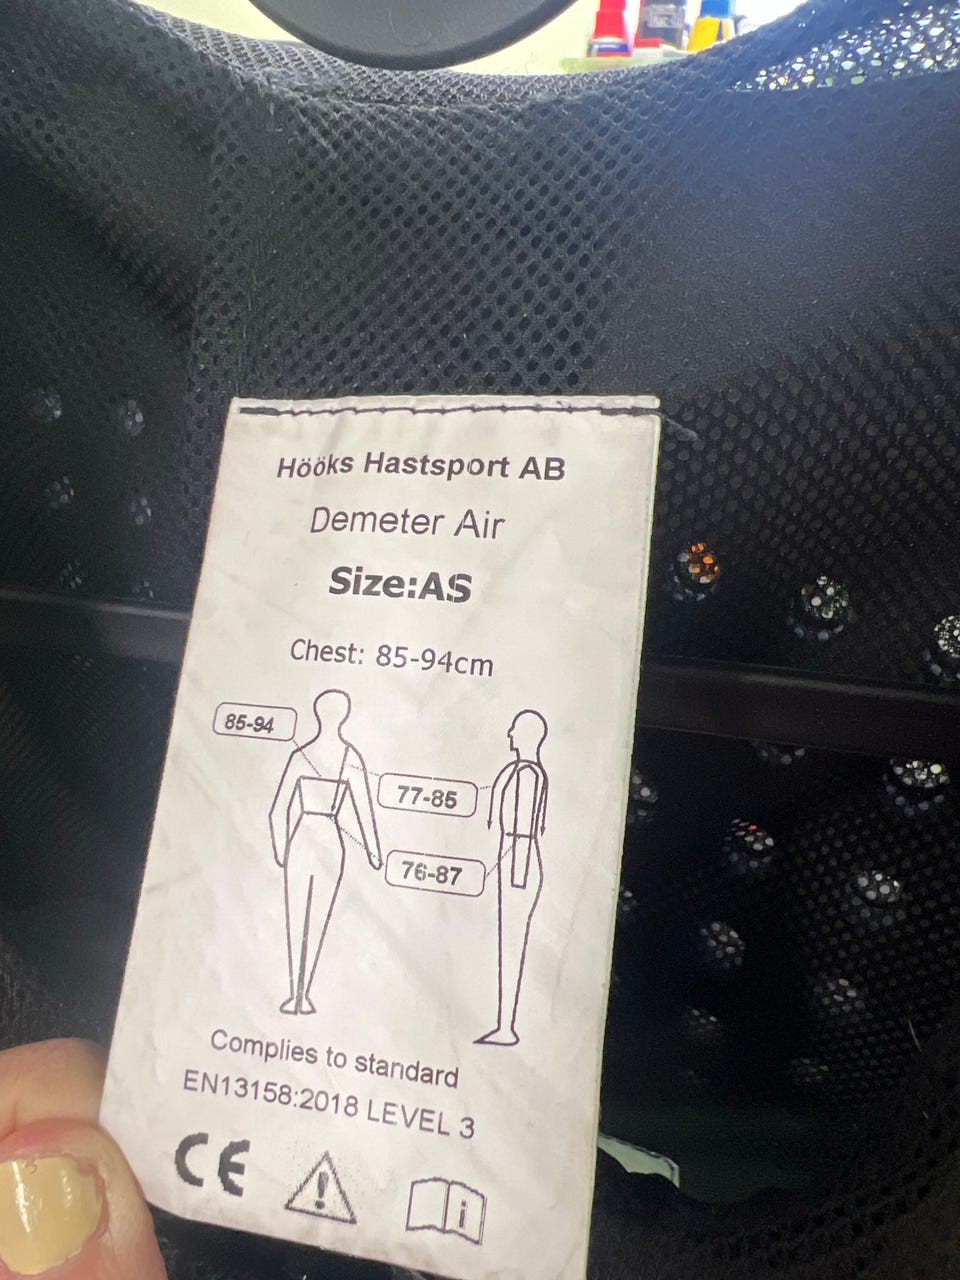 Hööks Hastsport AB
Demeter Air
Size:AS
Chest: 85-94cm
85-94
77-85
76-87
Complies to standard
EN13158:2018 LEVEL 3
CE
i